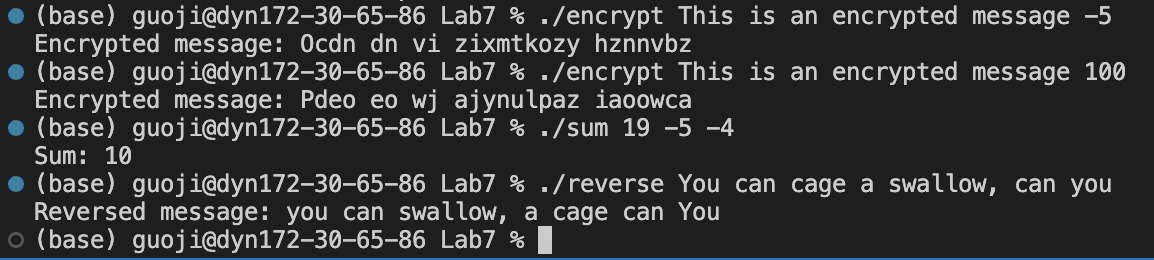 (base) guoji@dyn172-30-65-86 Lab7 % ./encrypt This is an encrypted message -5
Encrypted message: Ocdn dn vi zixmtkozy hznnvbz
(base) guoji@dyn172-30-65-86 Lab7 % ./encrypt This is an encrypted message 100
Encrypted message: Pdeo eo wj ajynulpaz iaoowca
(base) guoji@dyn172-30-65-86 Lab7 % ./sum 19 -5 -4
Sum: 10
(base) guoji@dyn172-30-65-86 Lab7 % ./reverse You can cage a swallow, can you
Reversed message: you can swallow, a cage can You
(base) guoji@dyn172-30-65-86 Lab7 %